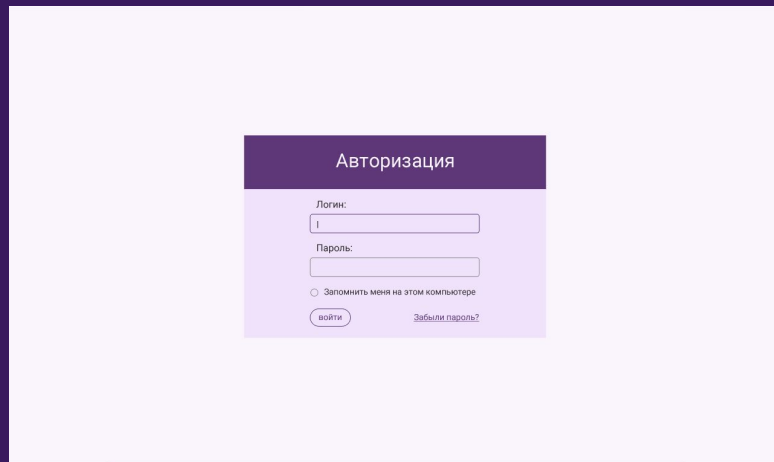 Авторизация
Логин:
Пароль:
Запомнить меня на этом компьютере
войти Забыли пароль?